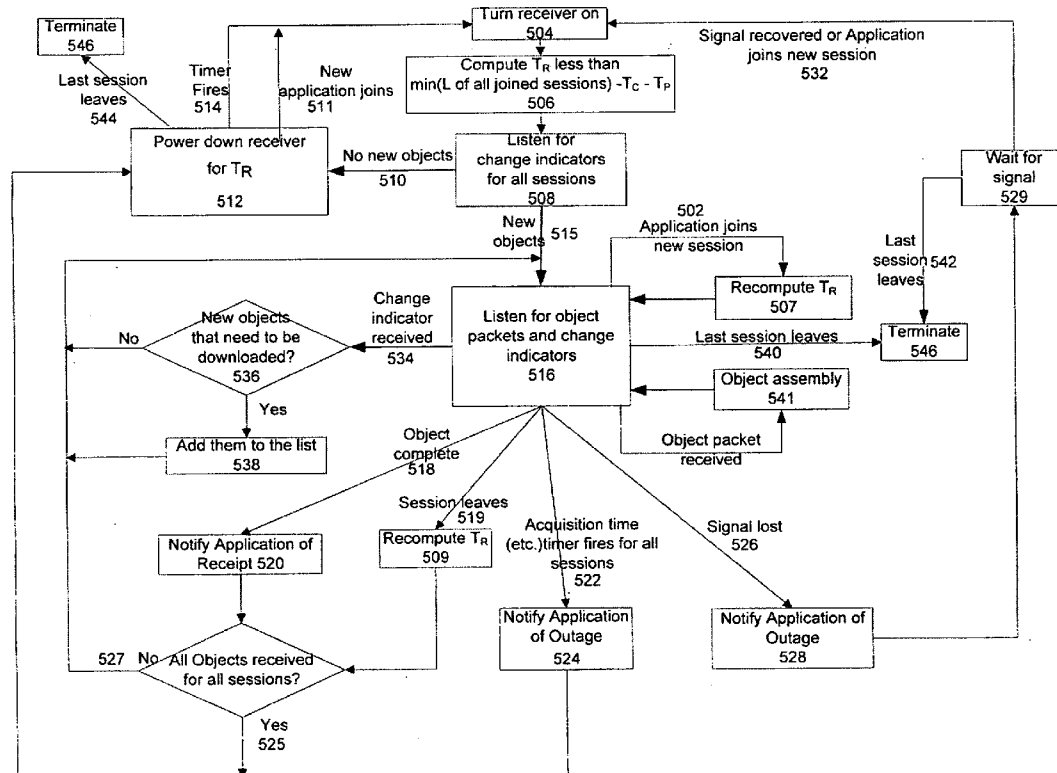 Terminate
546
Last session
leaves
544
Timer
Fires
514
New
application joins
511
Turn receiver on
504
Compute TR less than
min(L of all joined sessions) -TC - TP
506
Signal recovered or Application
joins new session
532
Power down receiver
for TR
512
No new objects
510
Listen for
change indicators
for all sessions
508
Wait for
signal
529
New
objects
515
502
Application joins
new session
Recompute TR
507
Last
session
leaves
542
Terminate
546
New objects
that need to be
downloaded?
536
No
Yes
Change
indicator
received
534
Listen for object
packets and change
indicators
516
Last session leaves
540
Object assembly
541
Object packet
received
Add them to the list
538
Object
complete
518
Session leaves
519
Recompute TR
509
Acquisition time
(etc.)timer fires for all
sessions
522
Signal lost
526
Notify Application of
Receipt 520
Notify Application
of Outage
524
Notify Application of
Outage
528
527
No
All Objects received
for all sessions?
Yes
525